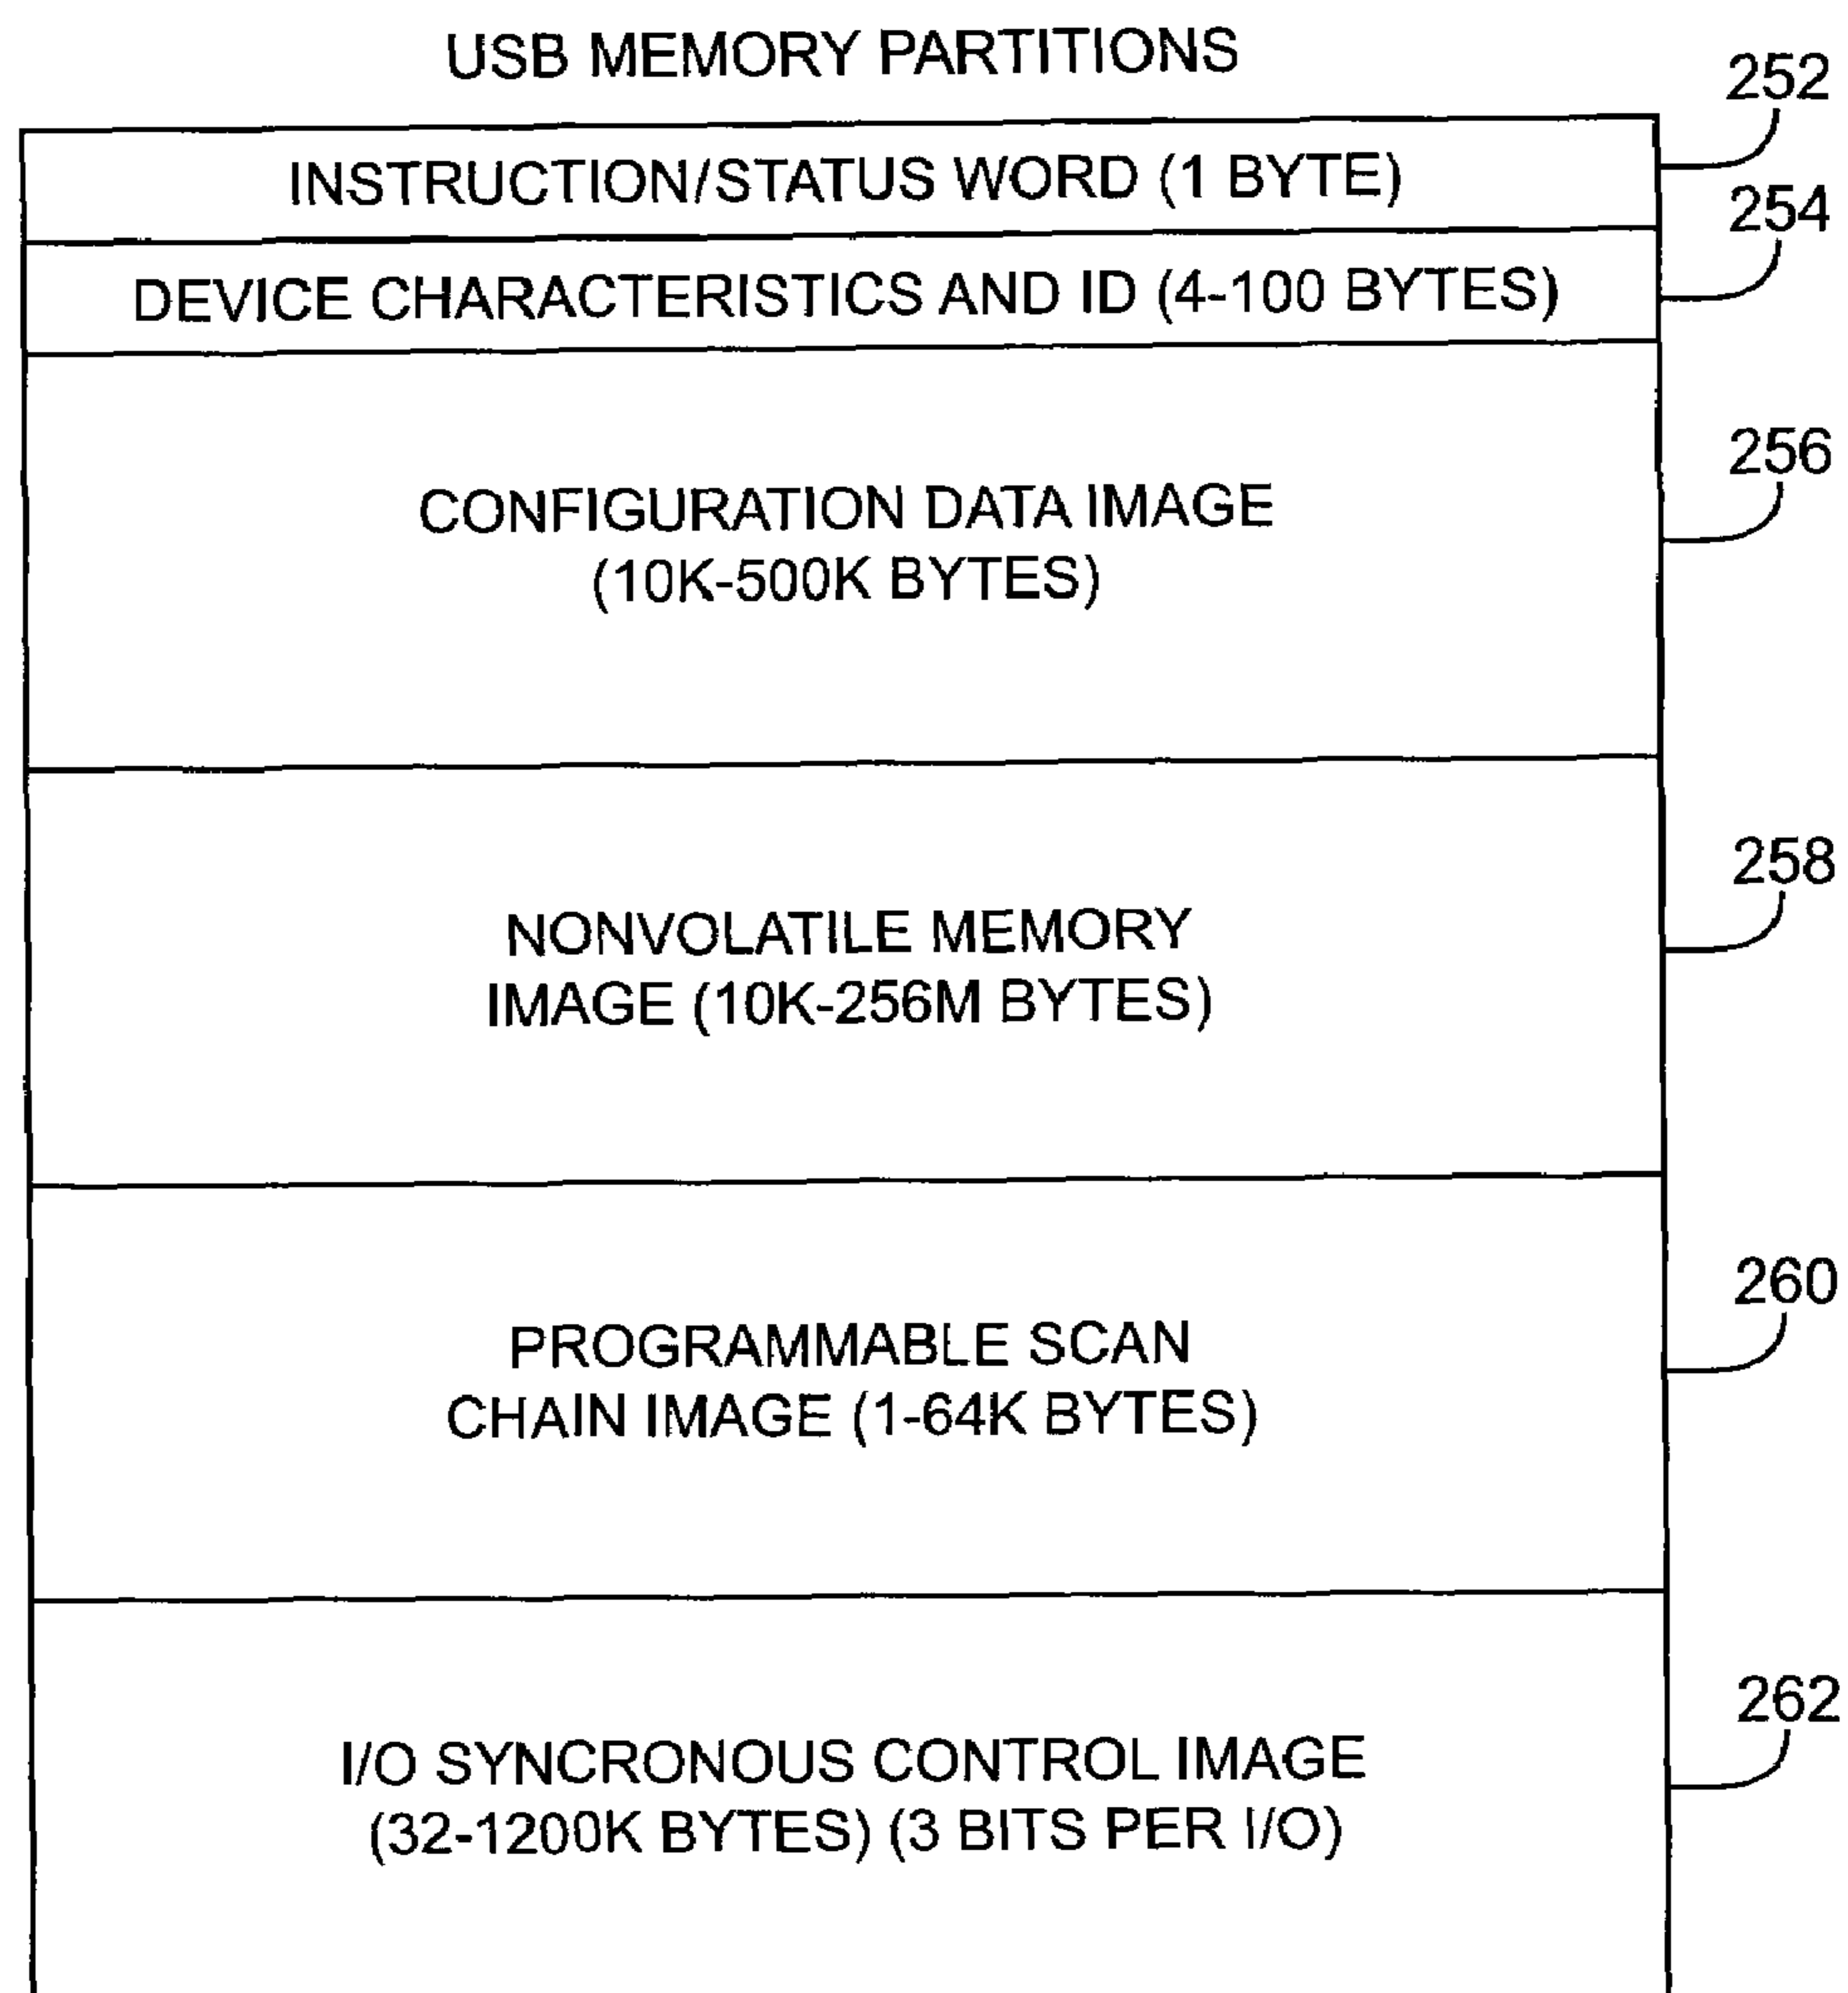 USB MEMORY PARTITIONS
252
INSTRUCTION/STATUS WORD (1 BYTE)
254
DEVICE CHARACTERISTICS AND ID (4-100 BYTES)
256
CONFIGURATION DATA IMAGE
(10K-500K BYTES)
258
NONVOLATILE MEMORY
IMAGE (10K-256M BYTES)
260
PROGRAMMABLE SCAN
CHAIN IMAGE (1-64K BYTES)
262
I/O SYNCRONOUS CONTROL IMAGE
(32-1200K BYTES) (3 BITS PER I/O)